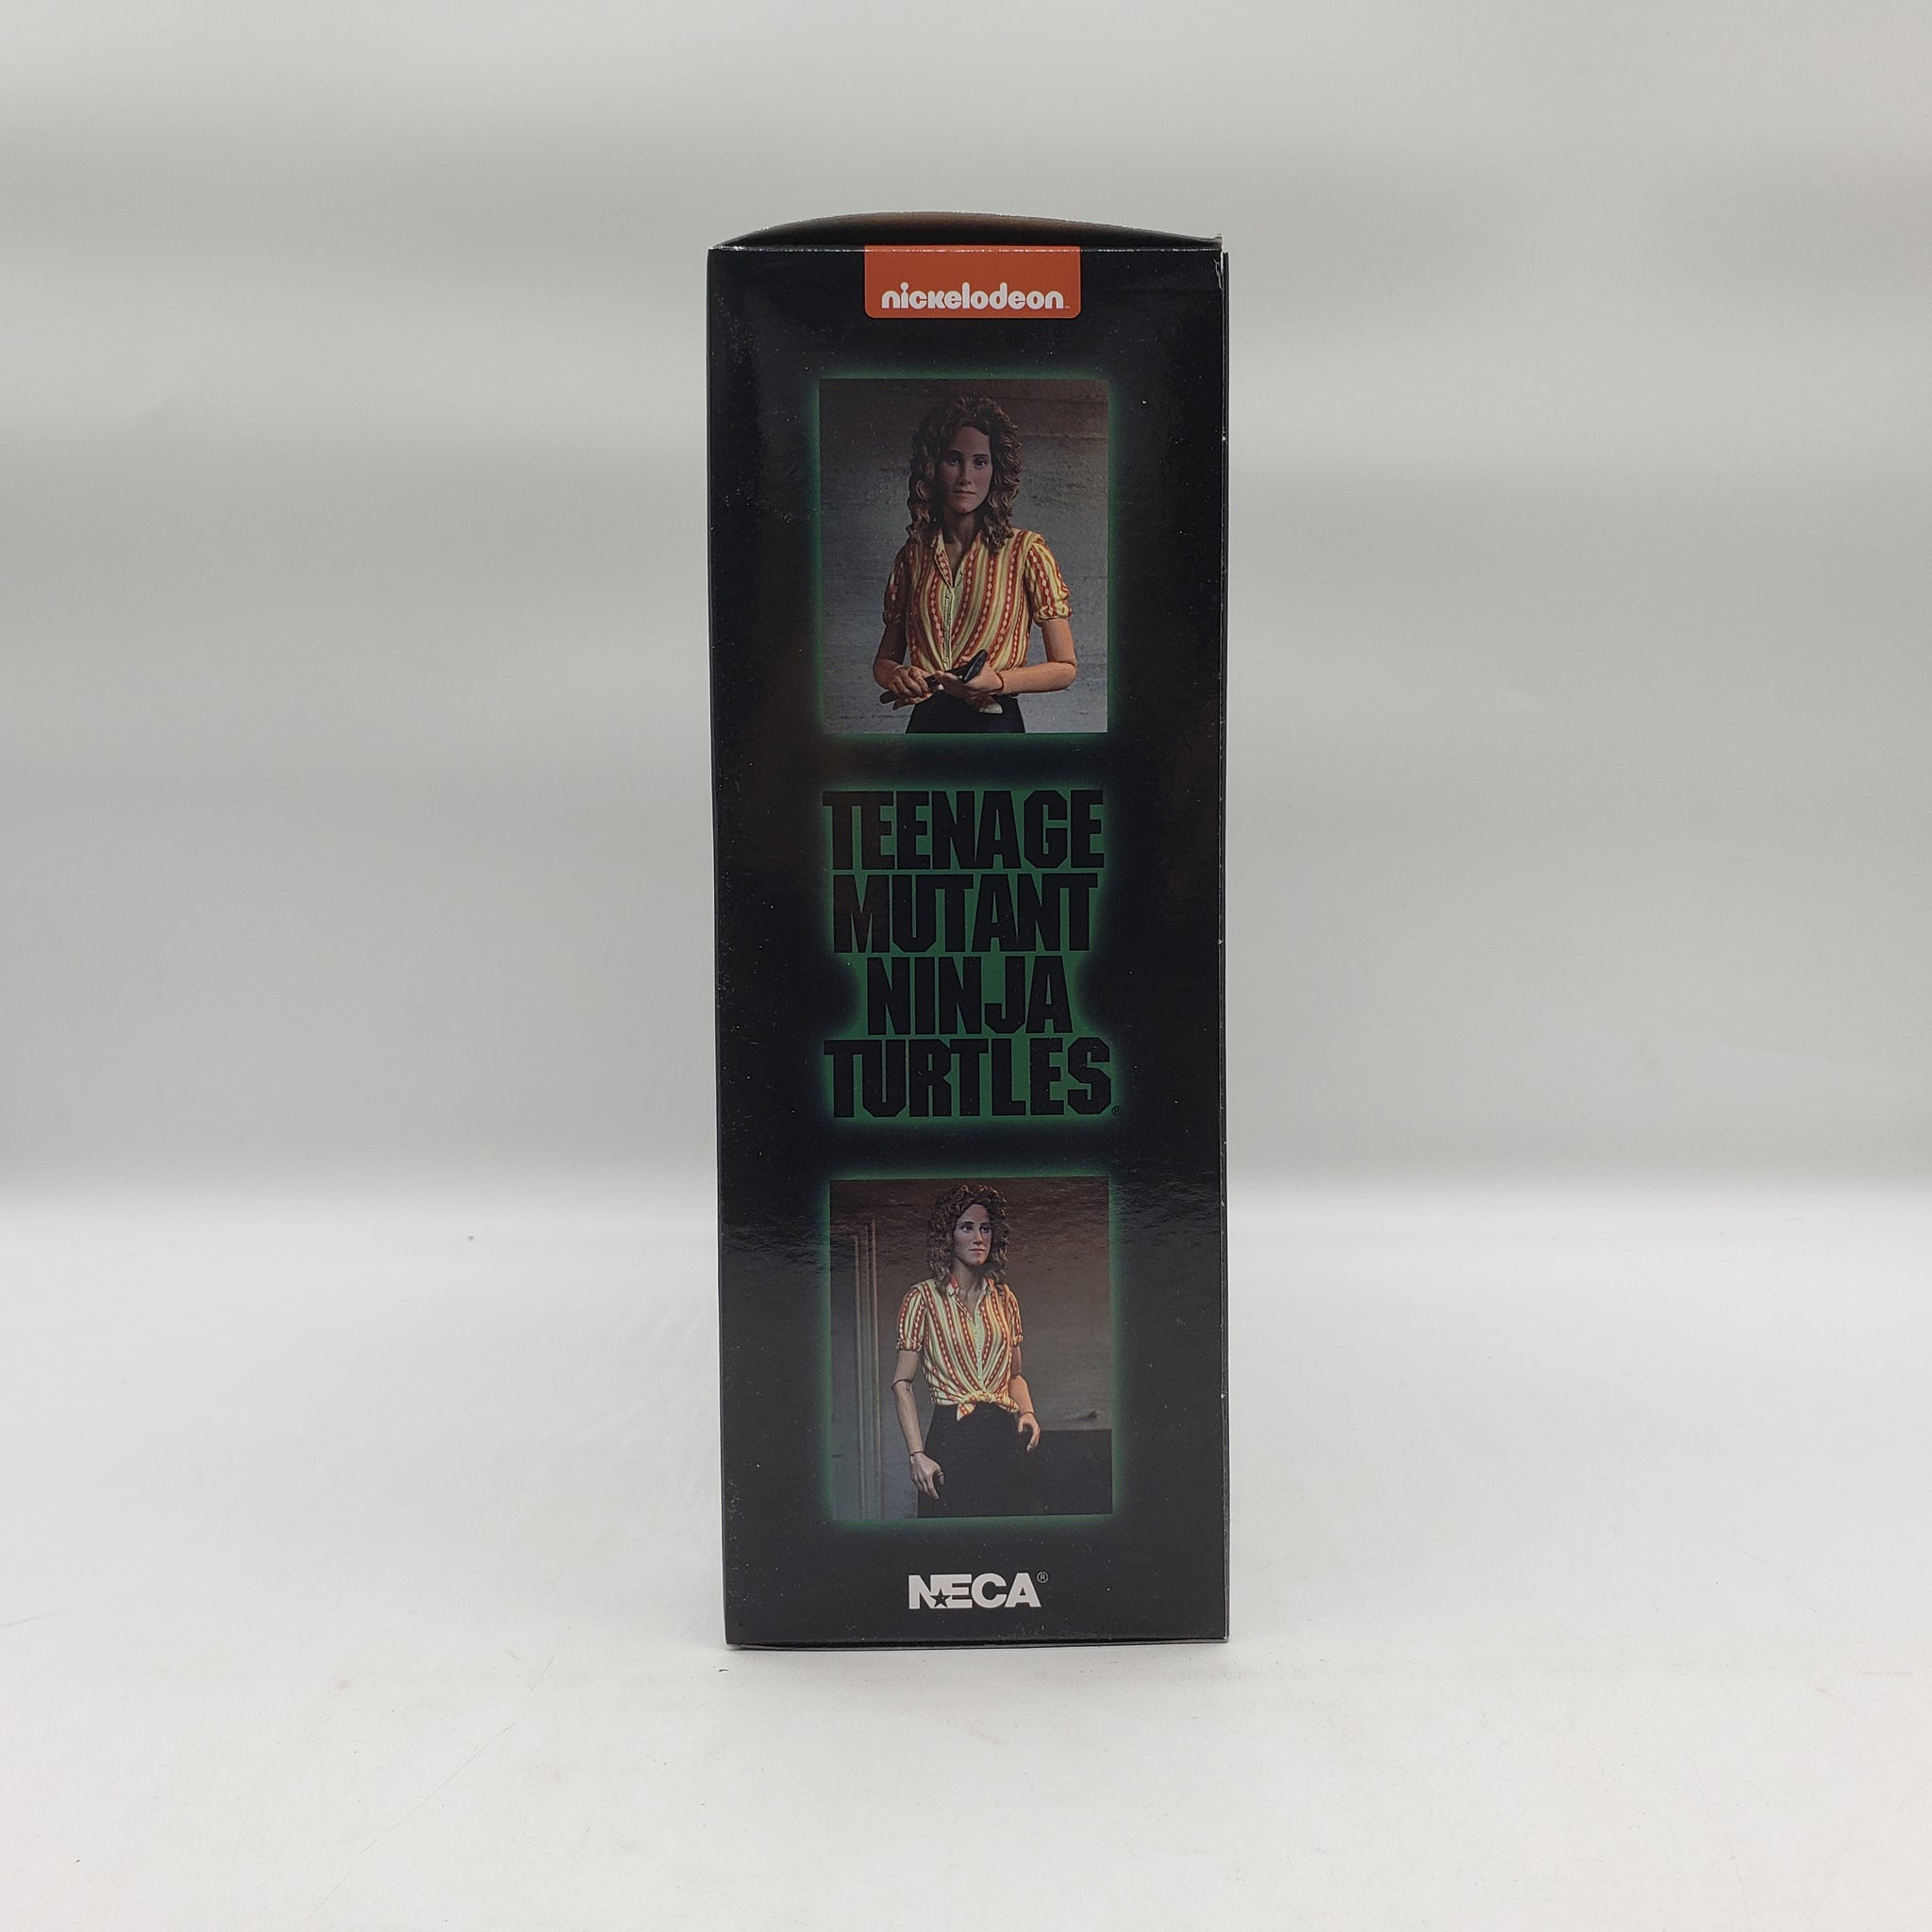 nickelodeon
TEENAGE
MUTANT
NINJA
TURTLES®
NECA®